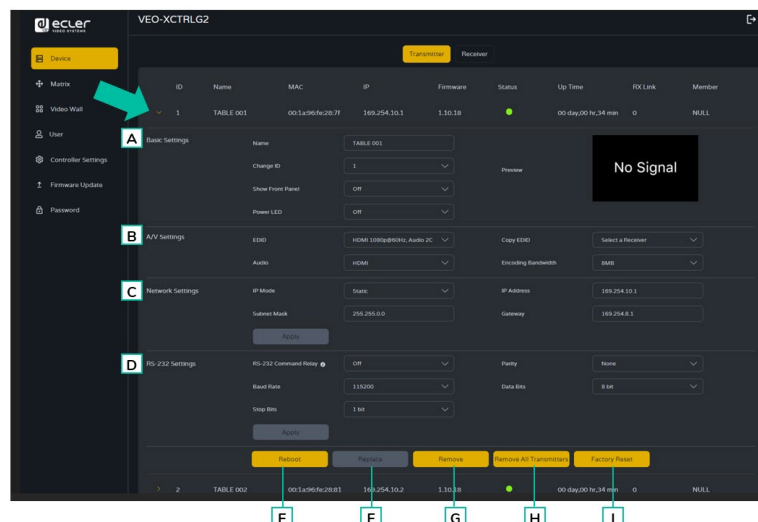 ecler
VIDEO SYSTEMS
VEO-XCTRLG2
Device
Matrix
Video Wall
User
Controller Settings
Firmware Update
Password
Transmitter Receiver
ID Name MAC IP Firmware Status Up Time RX Link Member
1 TABLE 001 00:1a:96:fe:28:7f 169.254.10.1 1.10.18 00 day,00 hr,34 min 0 NULL
A Basic Settings
Name TABLE 001
Change ID 1
Preview No Signal
Show Front Panel Off
Power LED Off
B A/V Settings
EDID HDMI 1080p@60Hz, Audio 2C Copy EDID Select a Receiver
Audio HDMI Encoding Bandwidth 8MB
C Network Settings
IP Mode Static IP Address 169.254.10.1
Subnet Mask 255.255.0.0 Gateway 169.254.8.1
Apply
D RS-232 Settings
RS-232 Command Relay Off Parity None
Baud Rate 115200 Data Bits 8 bit
Stop Bits 1 bit
Apply
Reboot Replace Remove Remove All Transmitters Factory Reset
2 TABLE 002 00:1a:96:fe:28:81 169.254.10.2 1.10.18 00 day,00 hr,34 min 0 NULL
E F G H I